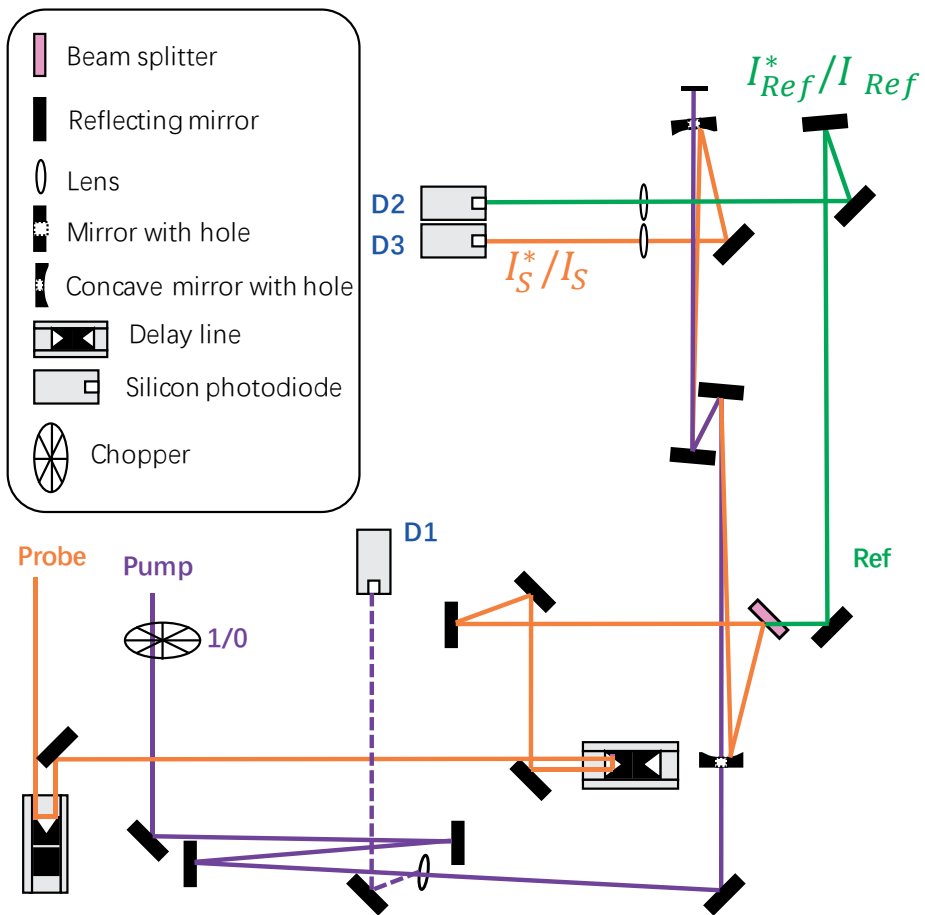 Beam splitter
Reflecting mirror
Lens
Mirror with hole
Concave mirror with hole
Delay line
Silicon photodiode
Chopper
I*Ref/I Ref
D2
D3
I*S/IS
D1
Probe
Pump
Ref
1/0